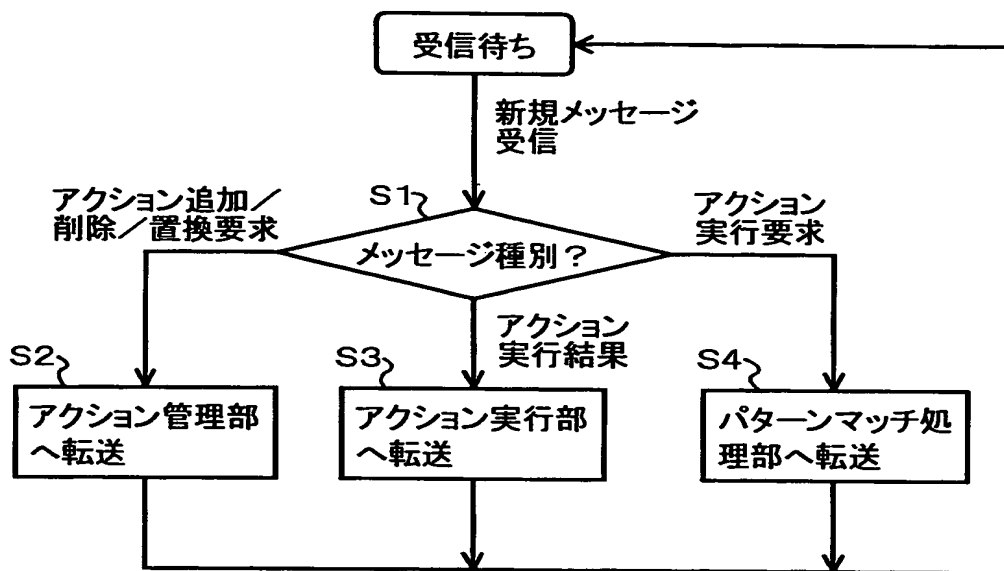 受信待ち
新規メッセージ
受信
アクション追加／
削除／置換要求
S1
アクション
実行要求
メッセージ種別？
アクション
実行結果
S2
S3
S4
アクション管理部
へ転送
アクション実行部
へ転送
パターンマッチ処
理部へ転送